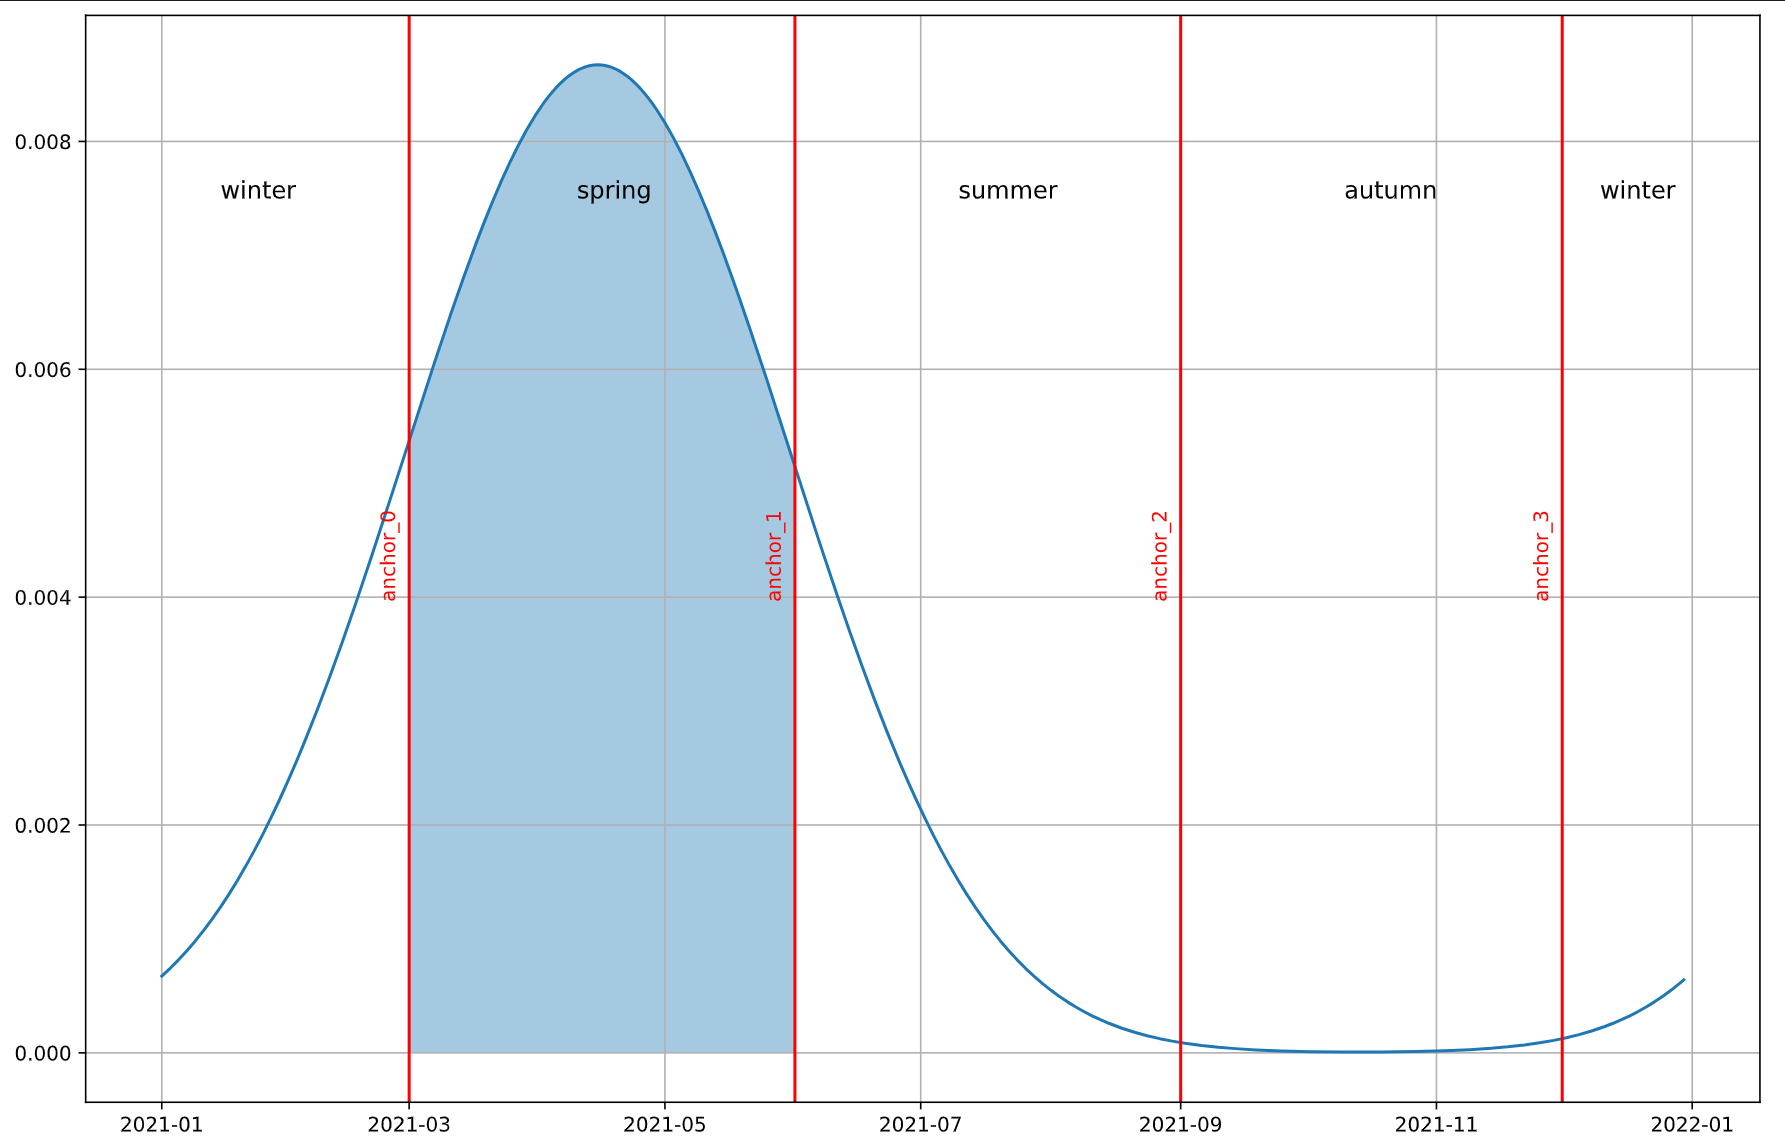 0.008
0.006
0.004
0.002
0.000
winter
spring
summer
autumn
winter
anchor_0
anchor_1
anchor_2
anchor_3
2021-01
2021-03
2021-05
2021-07
2021-09
2021-11
2022-01